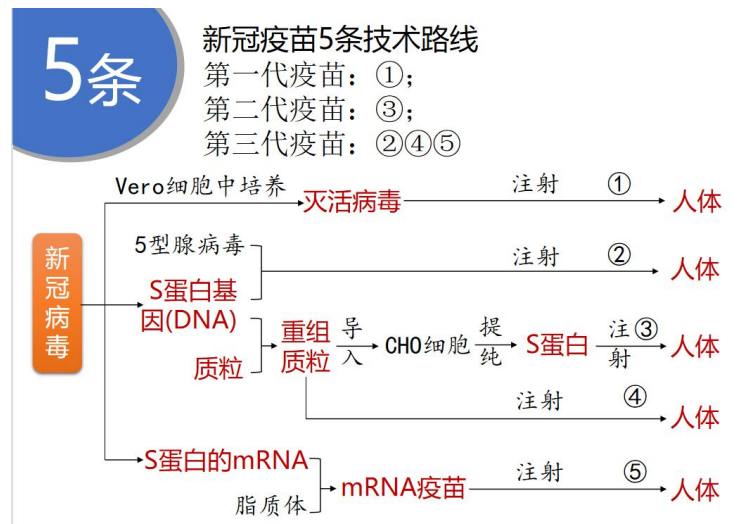 5条
新冠疫苗5条技术路线
第一代疫苗：①；
第二代疫苗：③；
第三代疫苗：②④⑤
新冠病毒
Vero细胞中培养
灭活病毒
注射 ①
人体
5型腺病毒
S蛋白基
因(DNA)
注射 ②
人体
质粒
重组
质粒
导入
CHO细胞
提纯
S蛋白
注射 ③
人体
注射 ④
人体
S蛋白的mRNA
脂质体
mRNA疫苗
注射 ⑤
人体